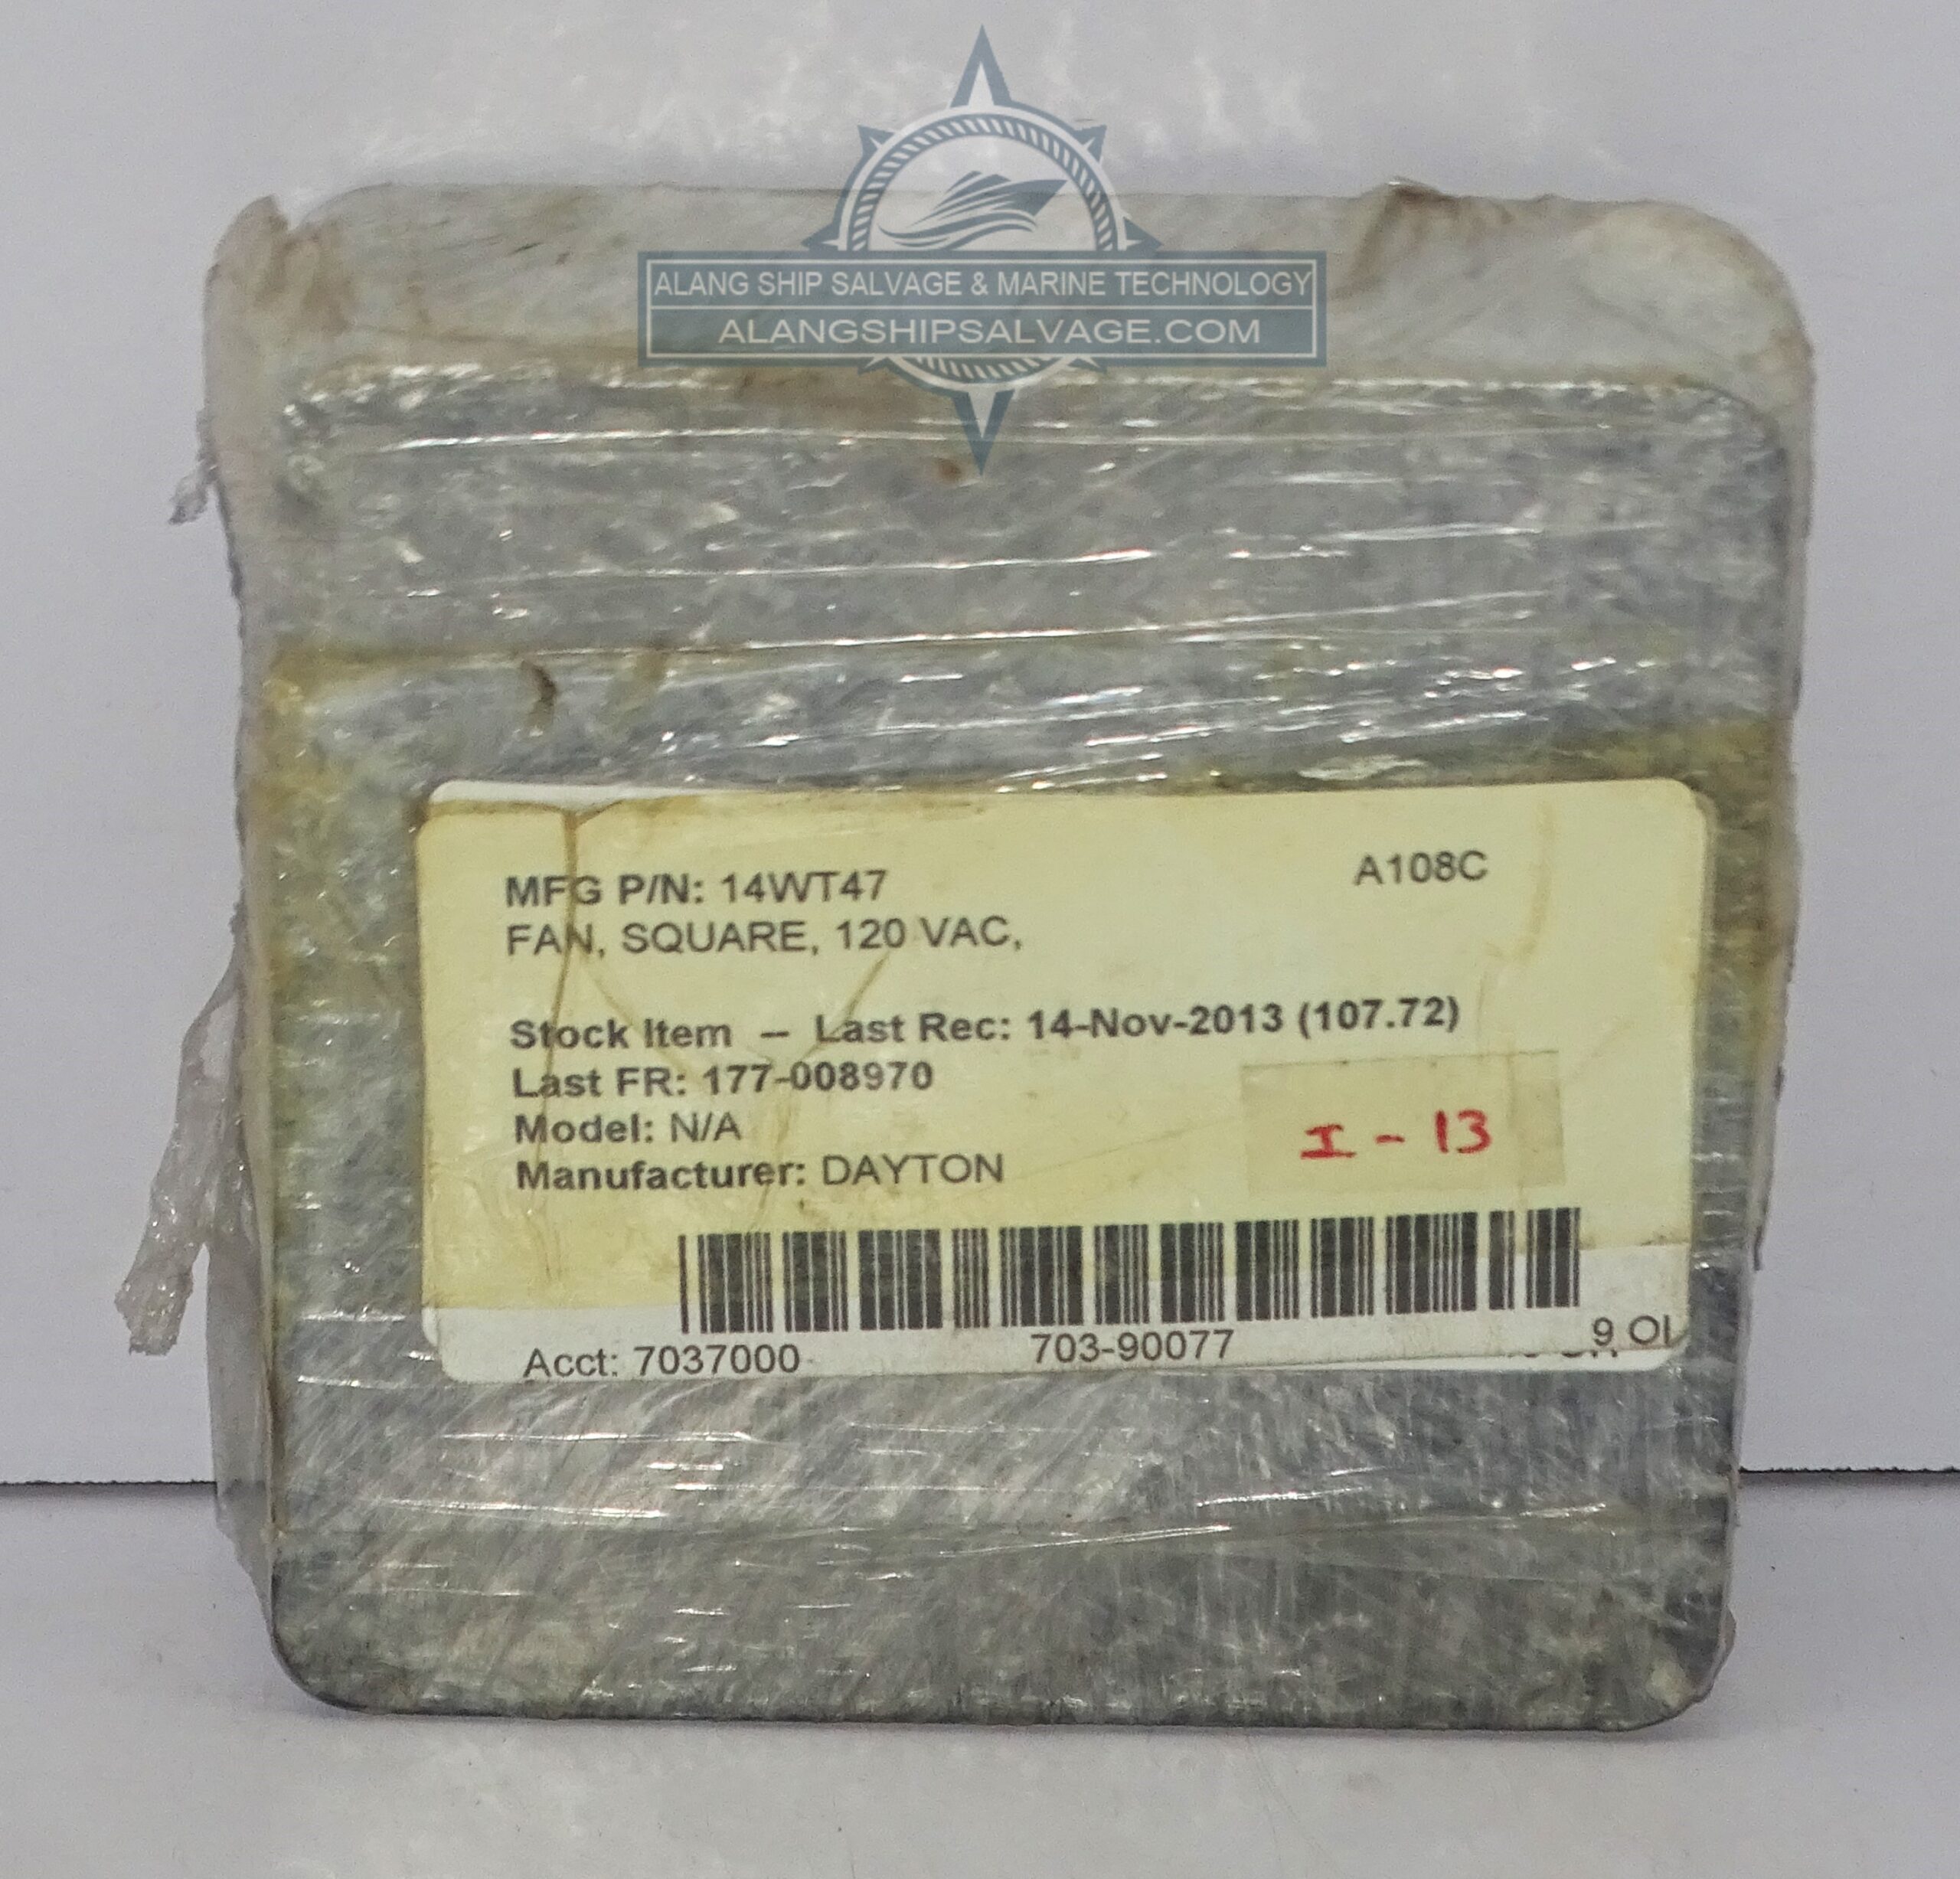 ALANG SHIP SALVAGE & MARINE TECHNOLOGY
ALANGSHIPSALVAGE.COM
MFG P/N: 14WT47 A108C
FAN, SQUARE, 120 VAC,
Stock Item -- Last Rec: 14-Nov-2013 (107.72)
Last FR: 177-008970
Model: N/A
Manufacturer: DAYTON
I - 13
Acct: 7037000 703-90077